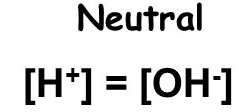 Neutral
[H⁺] = [OH⁻]